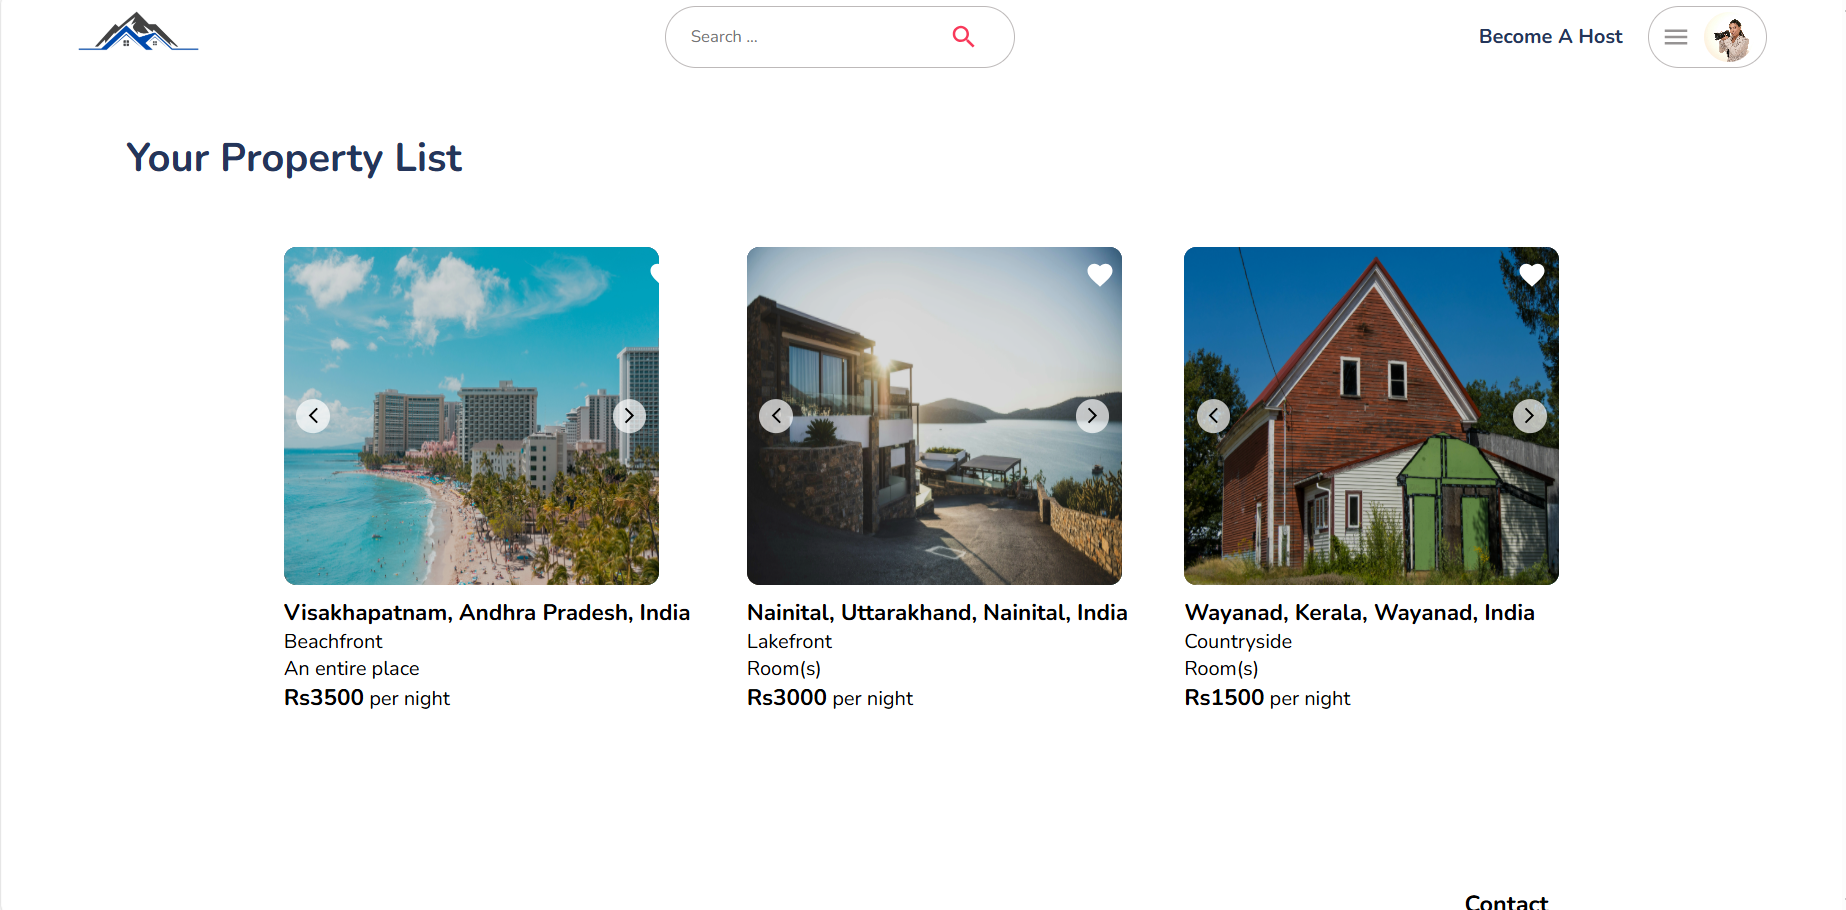 Search ...
Become A Host
Your Property List
Visakhapatnam, Andhra Pradesh, India
Beachfront
An entire place
Rs3500 per night
Nainital, Uttarakhand, Nainital, India
Lakefront
Room(s)
Rs3000 per night
Wayanad, Kerala, Wayanad, India
Countryside
Room(s)
Rs1500 per night
Contact